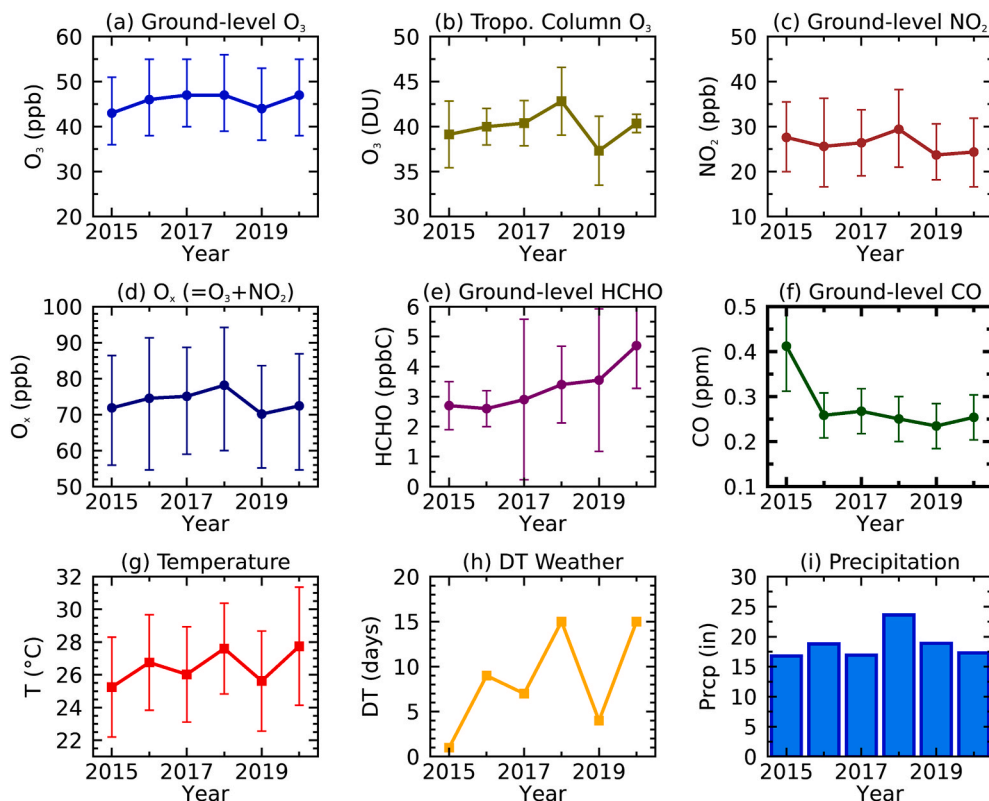 (a) Ground-level O₃
60
50
40
30
20
O₃ (ppb)
2015 2017 2019
Year
(b) Tropo. Column O₃
50
45
40
35
30
O₃ (DU)
2015 2017 2019
Year
(c) Ground-level NO₂
50
40
30
20
10
NO₂ (ppb)
2015 2017 2019
Year
(d) Oₓ (=O₃+NO₂)
100
90
80
70
60
50
Oₓ (ppb)
2015 2017 2019
Year
(e) Ground-level HCHO
6
5
4
3
2
1
0
HCHO (ppbC)
2015 2017 2019
Year
(f) Ground-level CO
0.5
0.4
0.3
0.2
0.1
CO (ppm)
2015 2017 2019
Year
(g) Temperature
32
30
28
26
24
22
T (°C)
2015 2017 2019
Year
(h) DT Weather
20
15
10
5
0
DT (days)
2015 2017 2019
Year
(i) Precipitation
30
25
20
15
10
5
0
Prcp (in)
2015 2017 2019
Year